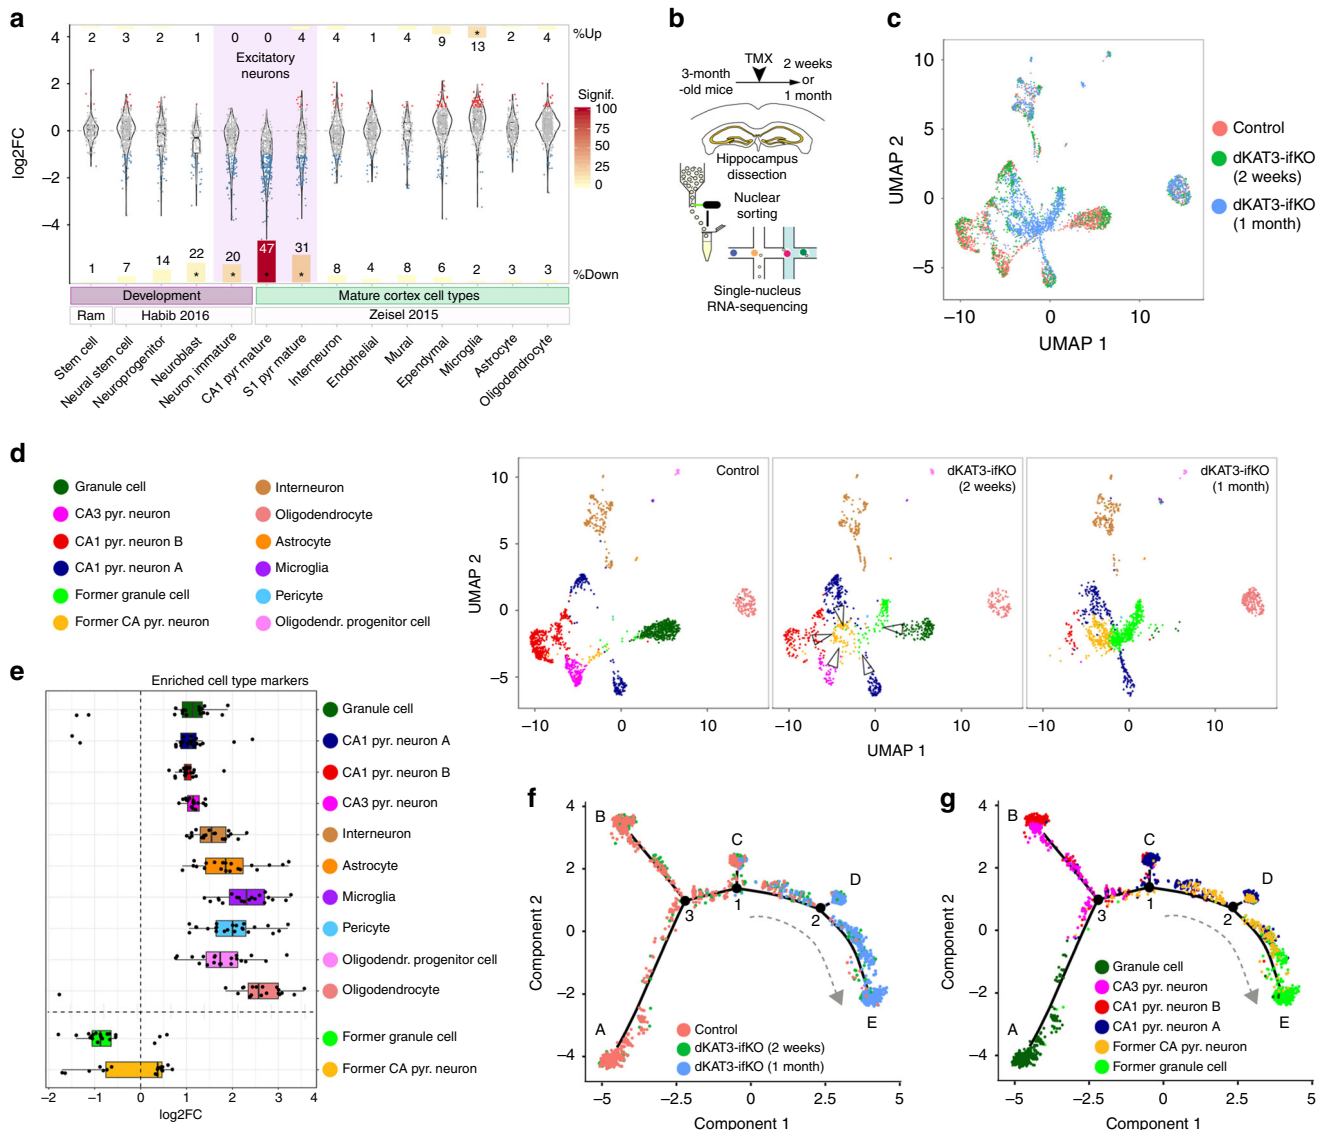 a
4
2
0
−2
−4
log2FC
2 3 2 1 0 0 4 4 1 4 9 * 13 2 4
%Up
Excitatory
neurons
Signif.
100
75
50
25
0
1 7 14 22 20 47 31 8 4 8 6 2 3 3
* * * *
%Down
Development
Mature cortex cell types
Ram
Habib 2016
Zeisel 2015
Stem cell
Neural stem cell
Neuroprogenitor
Neuroblast
Neuron immature
CA1 pyr mature
S1 pyr mature
Interneuron
Endothelial
Mural
Ependymal
Microglia
Astrocyte
Oligodendrocyte
b
TMX
3-month
-old mice
2 weeks
or
1 month
Hippocampus
dissection
Nuclear
sorting
Single-nucleus
RNA-sequencing
c
10
5
0
−5
UMAP 2
−10 0 10
UMAP 1
Control
dKAT3-ifKO
(2 weeks)
dKAT3-ifKO
(1 month)
d
Granule cell
CA3 pyr. neuron
CA1 pyr. neuron B
CA1 pyr. neuron A
Former granule cell
Former CA pyr. neuron
Interneuron
Oligodendrocyte
Astrocyte
Microglia
Pericyte
Oligodendr. progenitor cell
10
5
0
−5
UMAP 2
Control
dKAT3-ifKO
(2 weeks)
dKAT3-ifKO
(1 month)
−10 0 10
−10 0 10
−10 0 10
UMAP 1
e
Enriched cell type markers
Granule cell
CA1 pyr. neuron A
CA1 pyr. neuron B
CA3 pyr. neuron
Interneuron
Astrocyte
Microglia
Pericyte
Oligodendr. progenitor cell
Oligodendrocyte
Former granule cell
Former CA pyr. neuron
−2 −1 0 1 2 3 4
log2FC
f
4
2
0
−2
−4
Component 2
B
C
D
3
1
2
A
E
Control
dKAT3-ifKO (2 weeks)
dKAT3-ifKO (1 month)
−5 −2.5 0 2.5 5
Component 1
g
4
2
0
−2
−4
Component 2
B
C
D
3
1
2
A
E
Granule cell
CA3 pyr. neuron
CA1 pyr. neuron B
CA1 pyr. neuron A
Former CA pyr. neuron
Former granule cell
−5 −2.5 0 2.5 5
Component 1